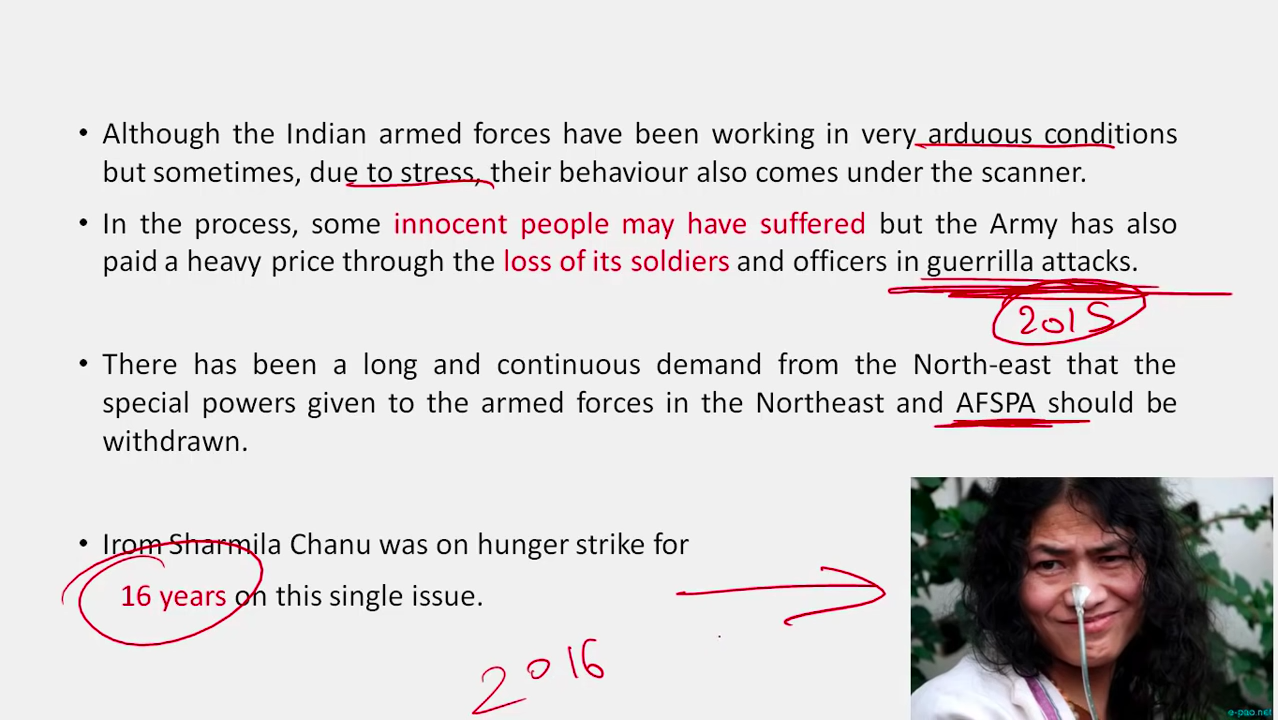 • Although the Indian armed forces have been working in very arduous conditions
but sometimes, due to stress, their behaviour also comes under the scanner.
• In the process, some innocent people may have suffered but the Army has also
paid a heavy price through the loss of its soldiers and officers in guerrilla attacks.
2015
• There has been a long and continuous demand from the North-east that the
special powers given to the armed forces in the Northeast and AFSPA should be
withdrawn.
• Irom Sharmila Chanu was on hunger strike for
16 years on this single issue.
2016
e-pao.net